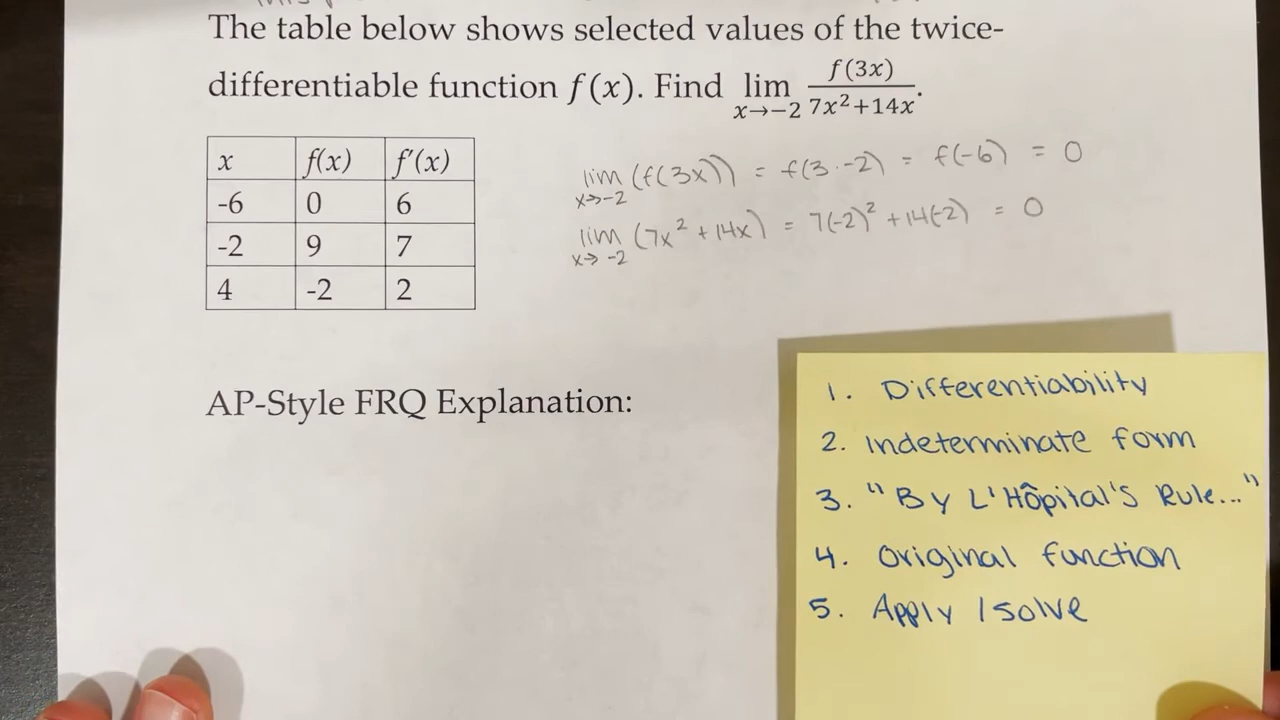 The table below shows selected values of the twice-
differentiable function f(x). Find lim x→−2 f(3x)/7x²+14x.
x f(x) f'(x)
-6 0 6
-2 9 7
4 -2 2
lim x→-2 (f(3x)) = f(3·-2) = f(-6) = 0
lim x→-2 (7x² + 14x) = 7(-2)² + 14(-2) = 0
AP-Style FRQ Explanation:
1. Differentiability
2. Indeterminate form
3. "By L'Hôpital's Rule..."
4. Original function
5. Apply / solve